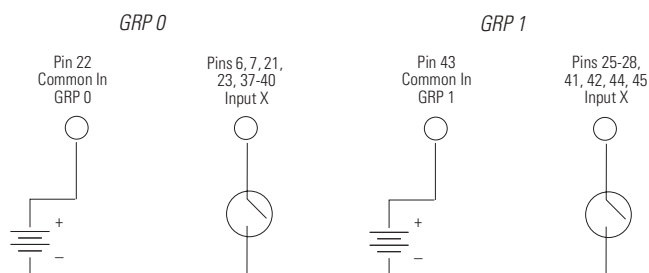 GRP 0
GRP 1
Pin 22
Common In
GRP 0
Pins 6, 7, 21,
23, 37-40
Input X
Pin 43
Common In
GRP 1
Pins 25-28,
41, 42, 44, 45
Input X
+
–
+
–